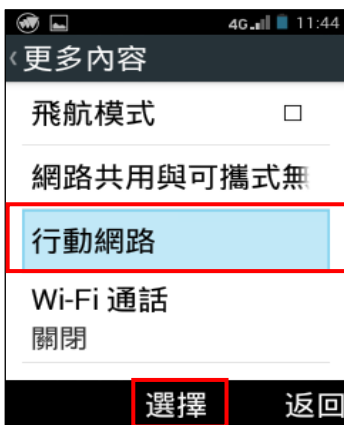 4G 11:44
更多內容
飛航模式
網路共用與可攜式無
行動網路
Wi-Fi 通話
關閉
選擇 返回